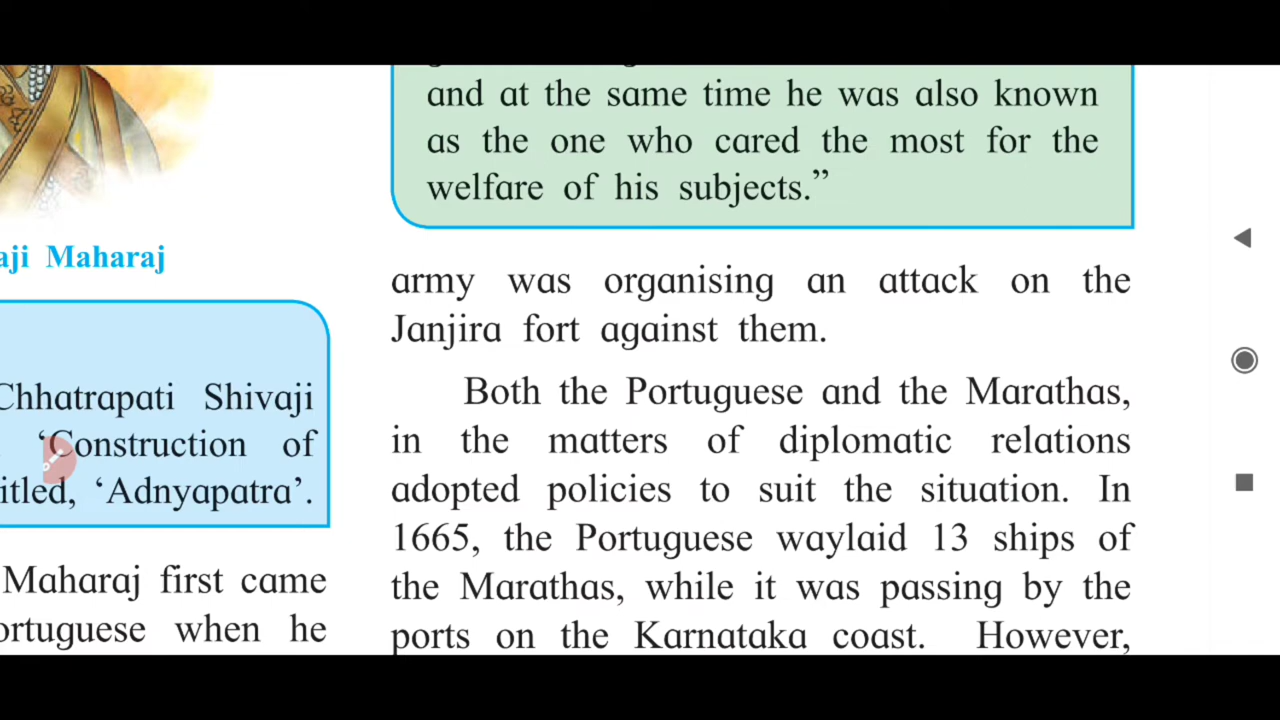 aji Maharaj
Chhatrapati Shivaji
'Construction of
itled, 'Adnyapatra'.
Maharaj first came
ortuguese when he
and at the same time he was also known
as the one who cared the most for the
welfare of his subjects.”
army was organising an attack on the
Janjira fort against them.
Both the Portuguese and the Marathas,
in the matters of diplomatic relations
adopted policies to suit the situation. In
1665, the Portuguese waylaid 13 ships of
the Marathas, while it was passing by the
ports on the Karnataka coast. However,